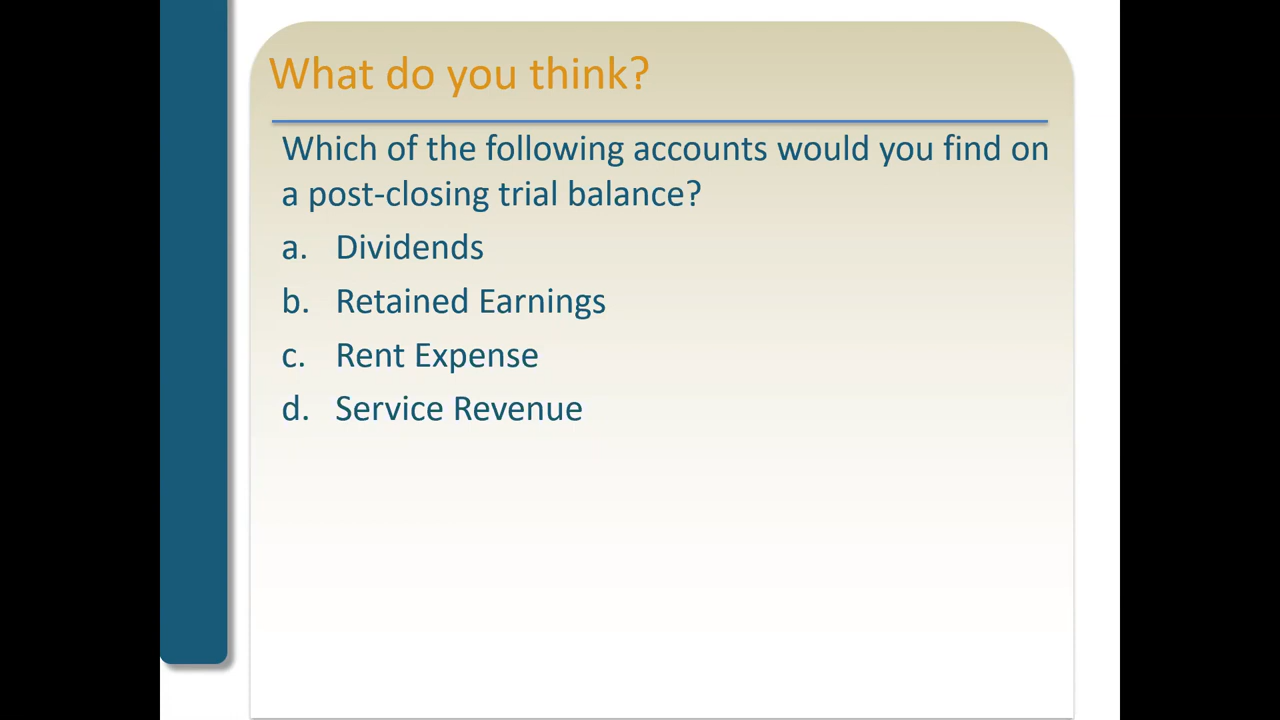 What do you think?
Which of the following accounts would you find on
a post-closing trial balance?
a. Dividends
b. Retained Earnings
c. Rent Expense
d. Service Revenue